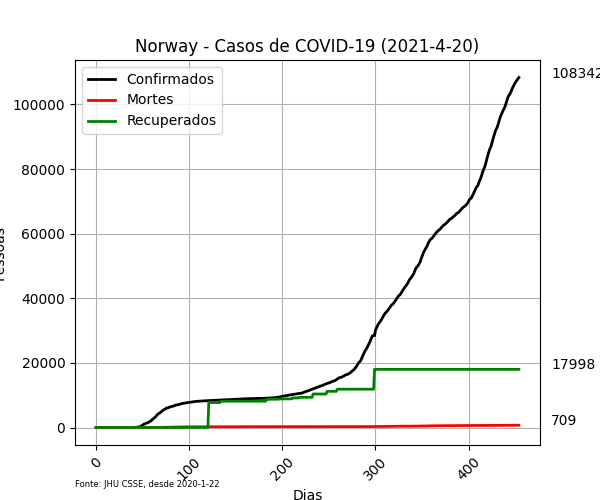 Norway - Casos de COVID-19 (2021-4-20)
Confirmados
Mortes
Recuperados
108342
17998
709
100000
80000
60000
40000
20000
0
0
100
200
300
400
Fonte: JHU CSSE, desde 2020-1-22
Dias